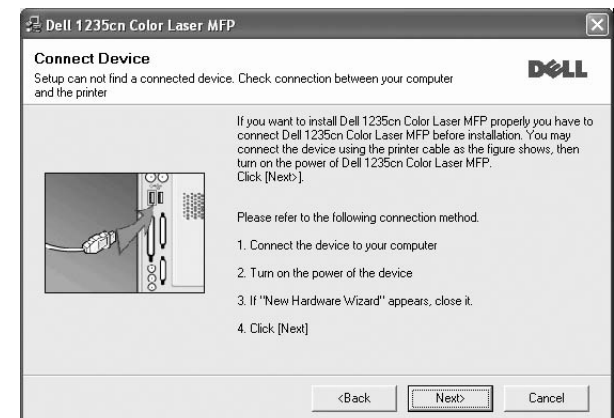 Dell 1235cn Color Laser MFP
Connect Device
Setup can not find a connected device. Check connection between your computer
and the printer
DELL
If you want to install Dell 1235cn Color Laser MFP properly you have to
connect Dell 1235cn Color Laser MFP before installation. You may
connect the device using the printer cable as the figure shows, then
turn on the power of Dell 1235cn Color Laser MFP.
Click [Next>].
Please refer to the following connection method.
1. Connect the device to your computer
2. Turn on the power of the device
3. If "New Hardware Wizard" appears, close it.
4. Click [Next]
<Back
Next>
Cancel